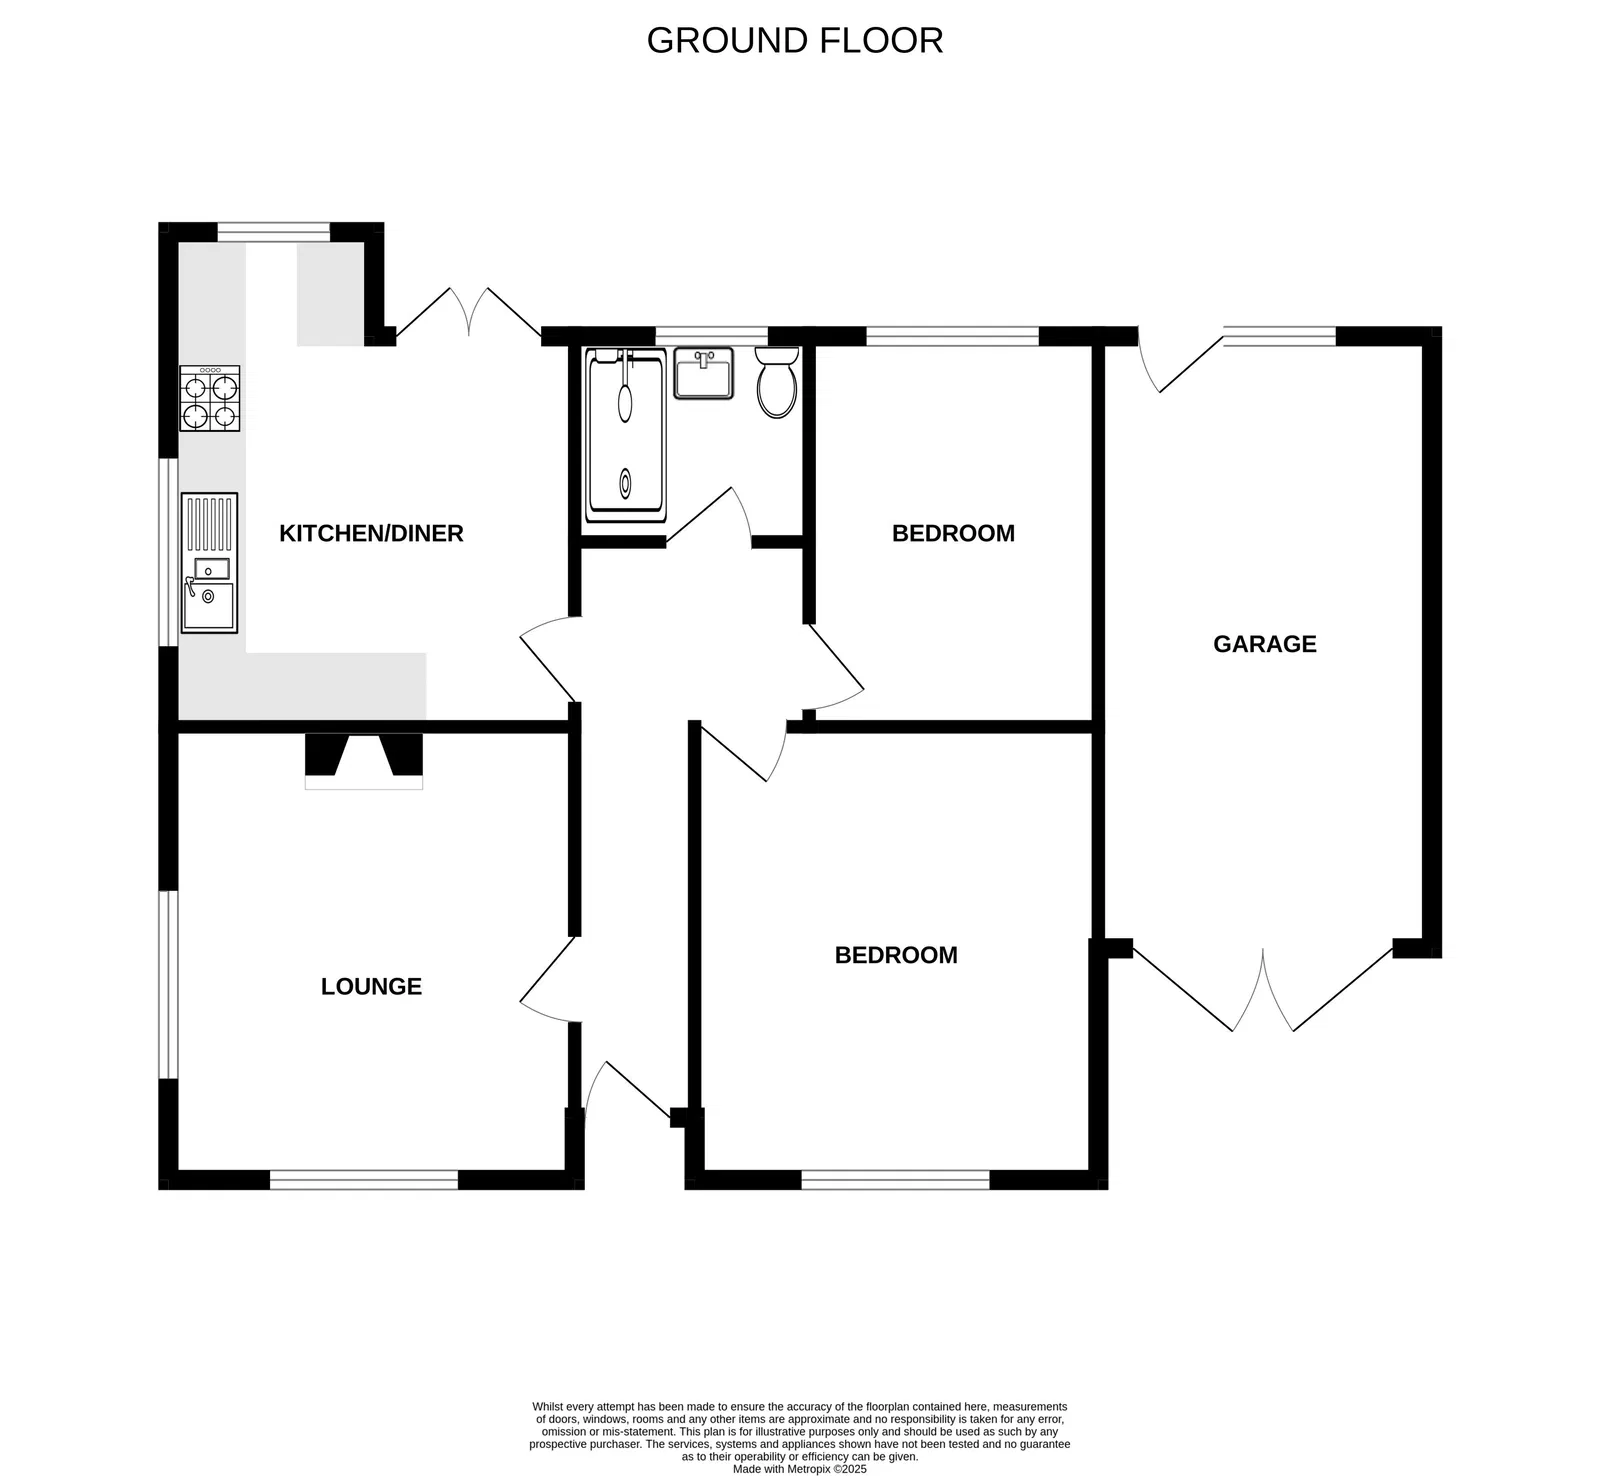 GROUND FLOOR
KITCHEN/DINER
BEDROOM
GARAGE
BEDROOM
LOUNGE
Whilst every attempt has been made to ensure the accuracy of the floorplan contained here, measurements
of doors, windows, rooms and any other items are approximate and no responsibility is taken for any error,
omission or mis-statement. This plan is for illustrative purposes only and should be used as such by any
prospective purchaser. The services, systems and appliances shown have not been tested and no guarantee
as to their operability or efficiency can be given.
Made with Metropix ©2025